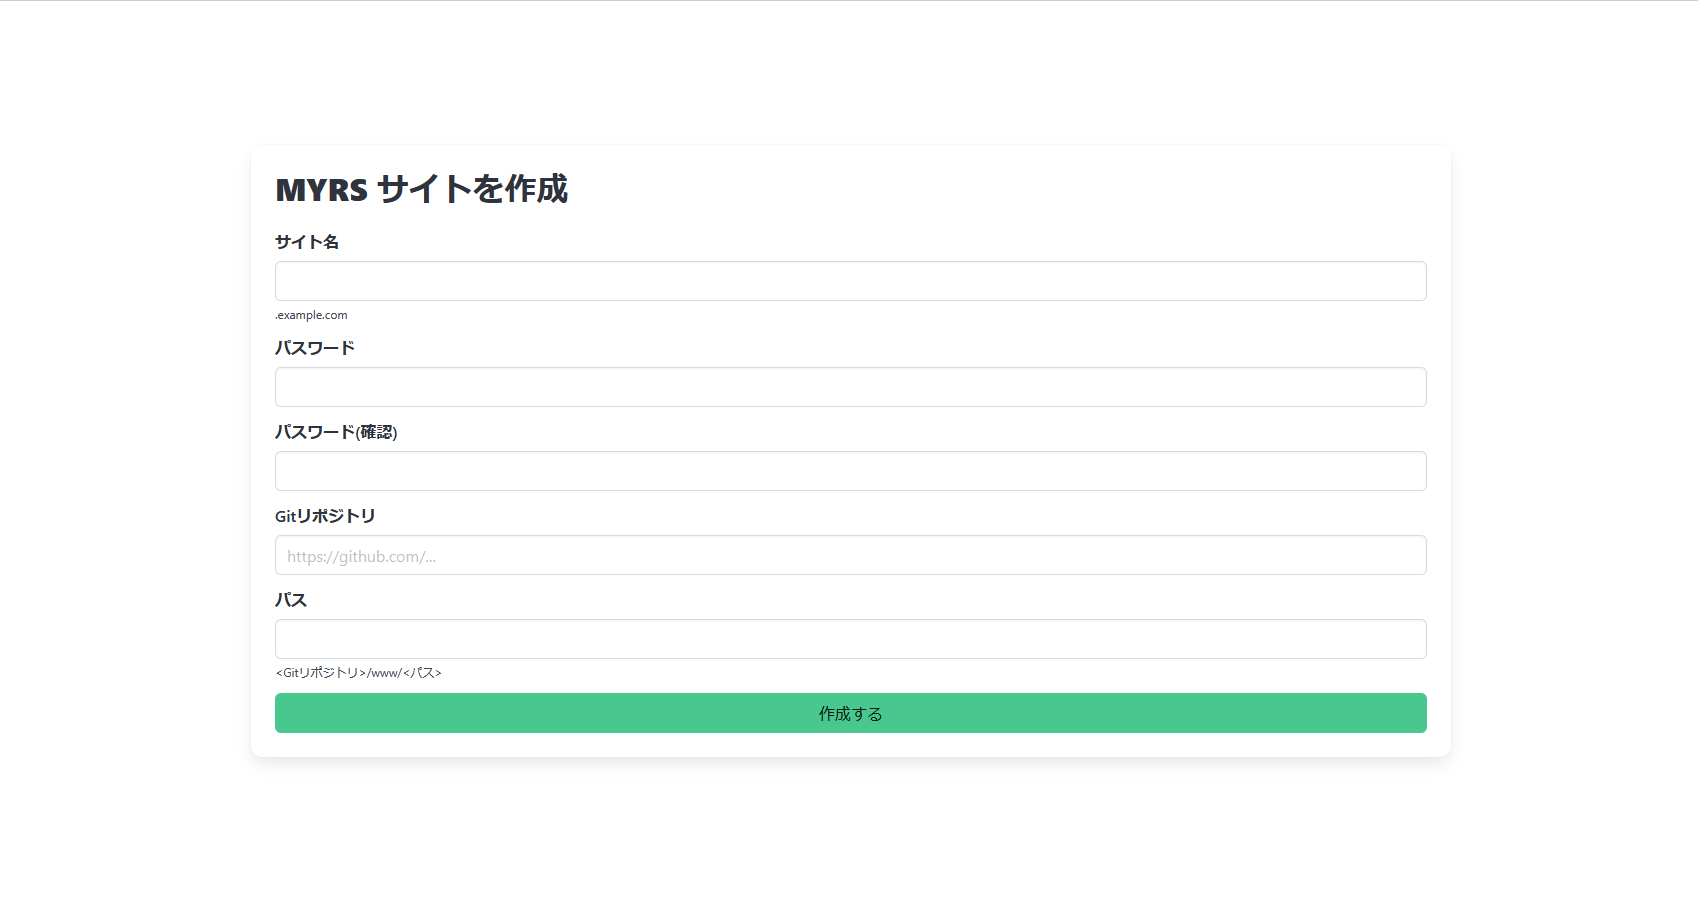 MYRS サイトを作成
サイト名
.example.com
パスワード
パスワード(確認)
Gitリポジトリ
https://github.com/...
パス
<Gitリポジトリ>/www/<パス>
作成する